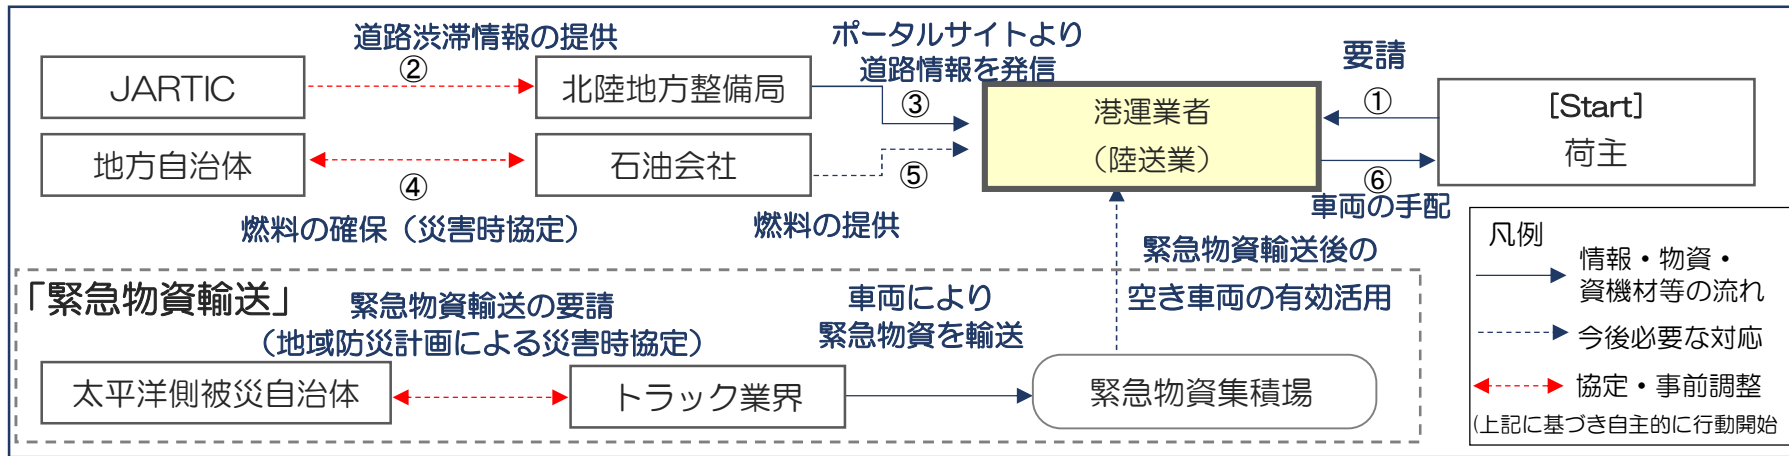 道路渋滞情報の提供
ポータルサイトより
道路情報を発信
要請
JARTIC
②
北陸地方整備局
③
港運業者
（陸送業）
①
[Start]
荷主
地方自治体
④
石油会社
⑤
⑥
車両の手配
燃料の確保（災害時協定）
燃料の提供
緊急物資輸送後の
空き車両の有効活用
「緊急物資輸送」
緊急物資輸送の要請
（地域防災計画による災害時協定）
車両により
緊急物資を輸送
太平洋側被災自治体
トラック業界
緊急物資集積場
凡例
情報・物資・
資機材等の流れ
今後必要な対応
協定・事前調整
(上記に基づき自主的に行動開始